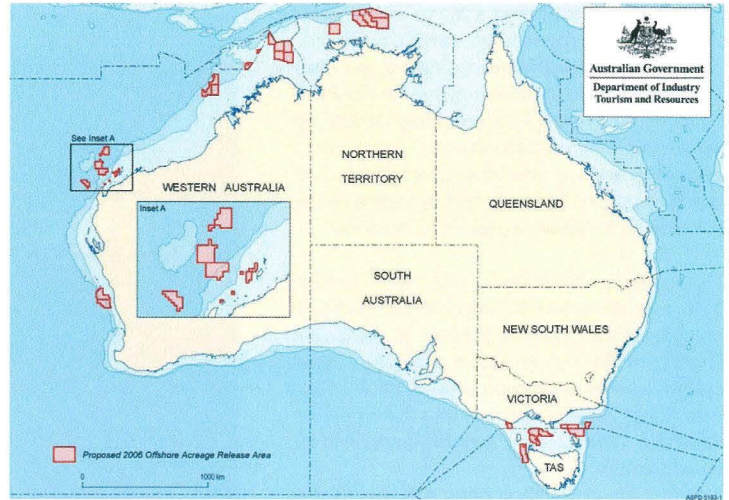 Australian Government
Department of Industry
Tourism and Resources
See Inset A
NORTHERN
TERRITORY
WESTERN AUSTRALIA
QUEENSLAND
Inset A
SOUTH
AUSTRALIA
NEW SOUTH WALES
VICTORIA
Proposed 2006 Offshore Acreage Release Area
0
1000 km
TAS